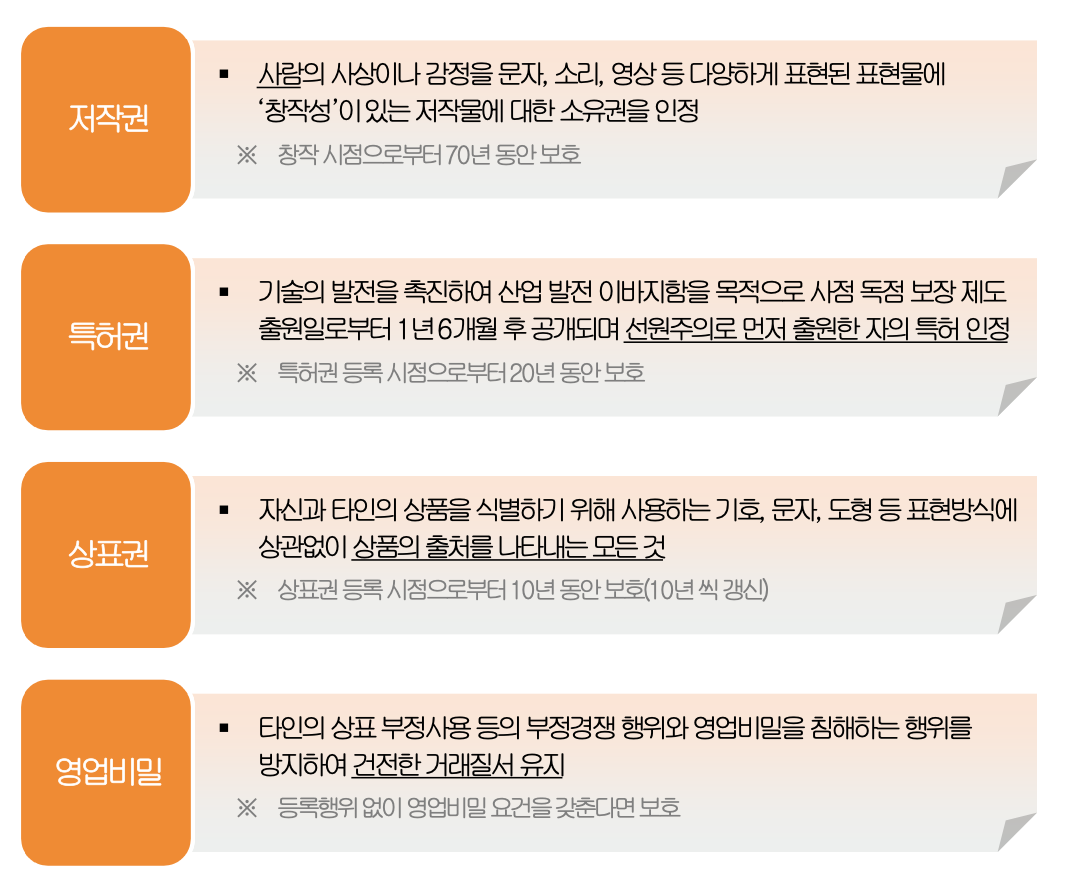 저작권
▪ 사람의 사상이나 감정을 문자, 소리, 영상 등 다양하게 표현된 표현물에
‘창작성’이 있는 저작물에 대한 소유권을 인정
※ 창작 시점으로부터 70년 동안 보호
특허권
▪ 기술의 발전을 촉진하여 산업 발전 이바지함을 목적으로 사점 독점 보장 제도
출원일로부터 1년 6개월 후 공개되며 선원주의로 먼저 출원한 자의 특허 인정
※ 특허권 등록 시점으로부터 20년 동안 보호
상표권
▪ 자신과 타인의 상품을 식별하기 위해 사용하는 기호, 문자, 도형 등 표현방식에
상관없이 상품의 출처를 나타내는 모든 것
※ 상표권 등록 시점으로부터 10년 동안 보호(10년 씩 갱신)
영업비밀
▪ 타인의 상표 부정사용 등의 부정경쟁 행위와 영업비밀을 침해하는 행위를
방지하여 건전한 거래질서 유지
※ 등록행위 없이 영업비밀 요건을 갖춘다면 보호